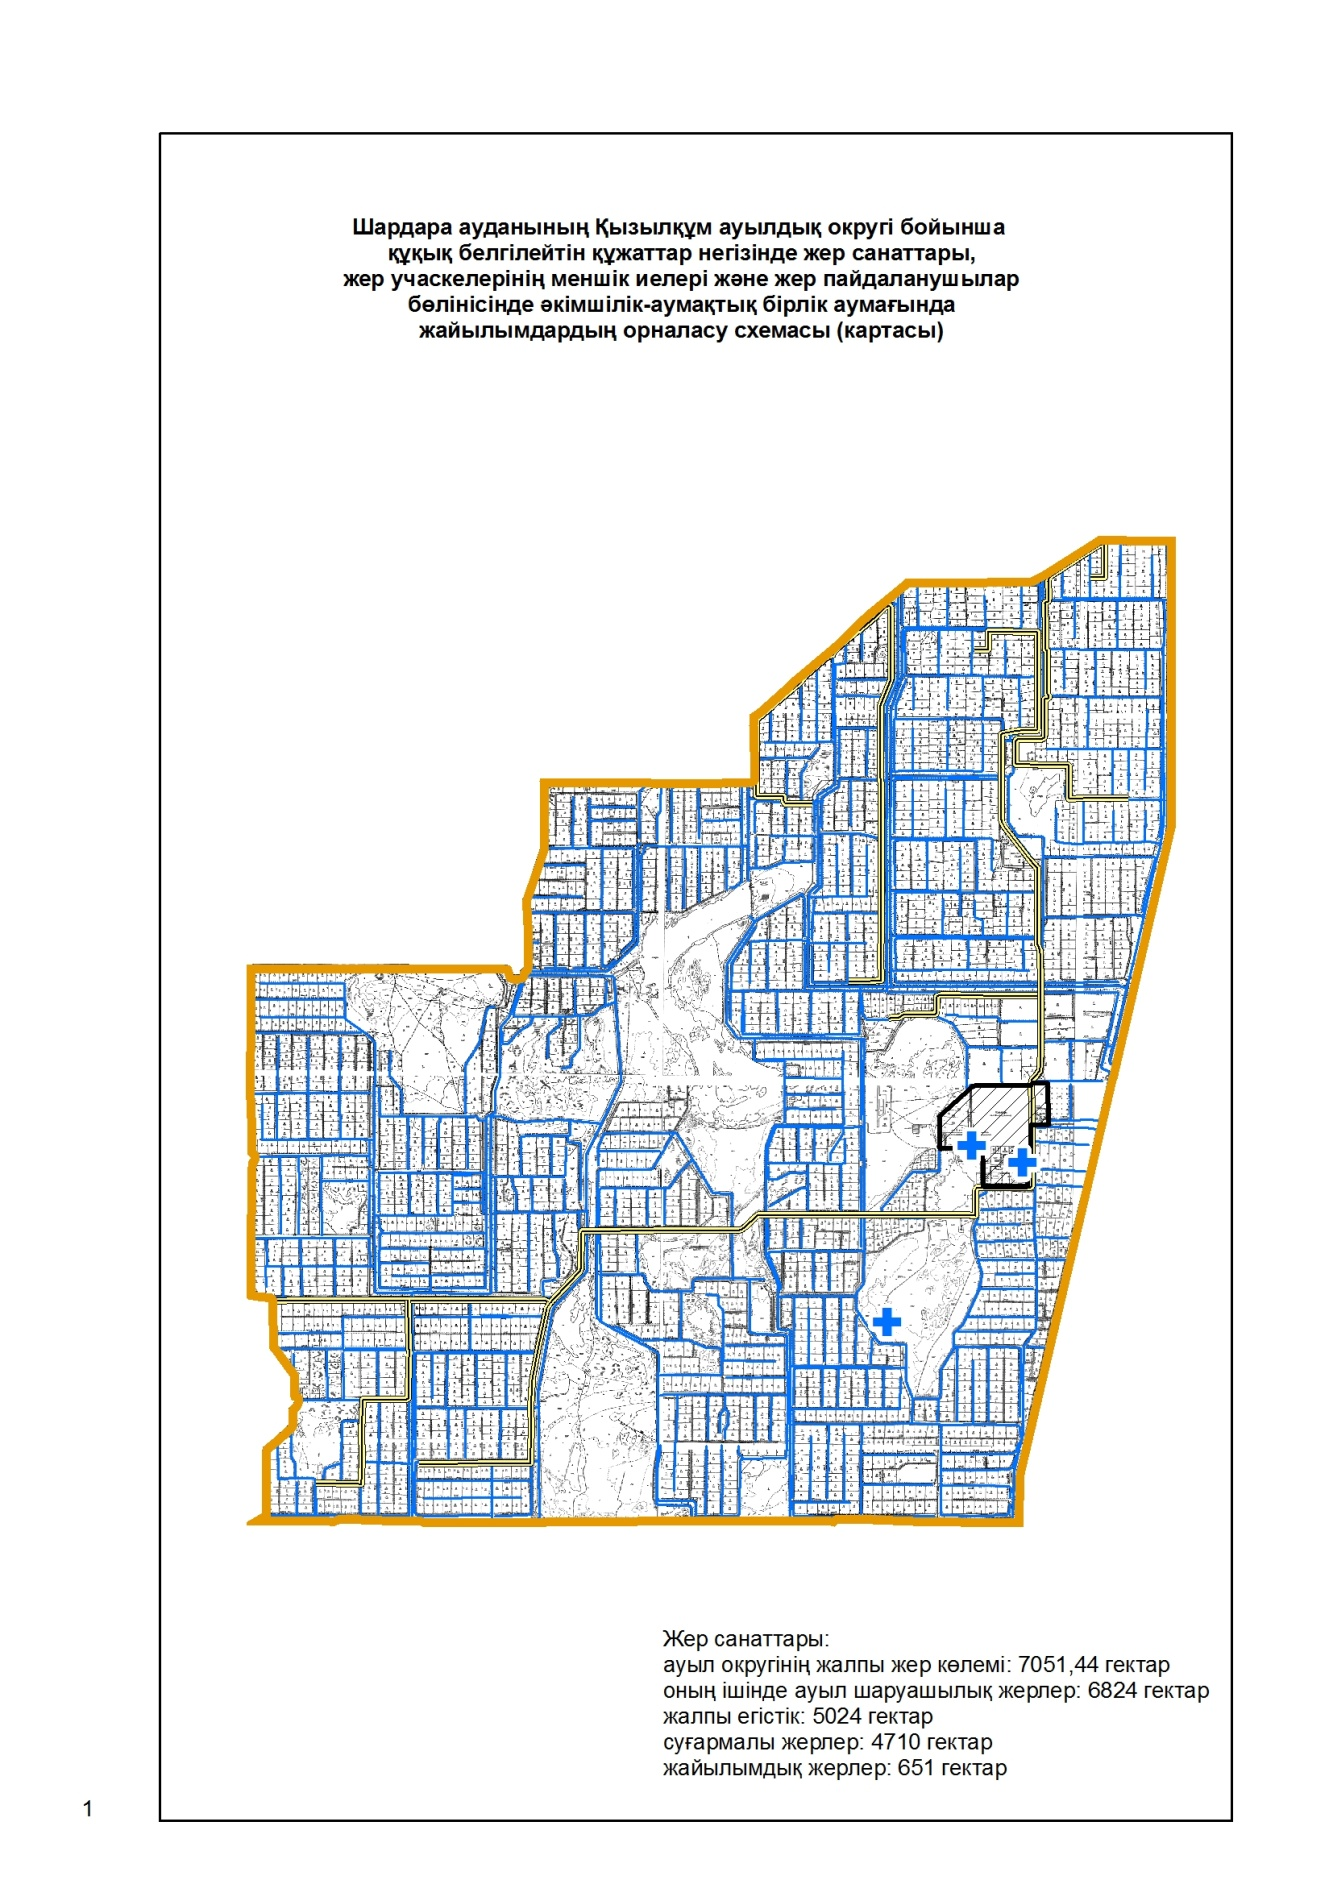 Шардара ауданының Қызылқұм ауылдық округі бойынша
құқық белгілейтін құжаттар негізінде жер санаттары,
жер учаскелерінің меншік иелері және жер пайдаланушылар
бөлінісінде әкімшілік-аумақтық бірлік аумағында
жайылымдардың орналасу схемасы (картасы)
Жер санаттары:
ауыл округінің жалпы жер көлемі: 7051,44 гектар
оның ішінде ауыл шаруашылық жерлер: 6824 гектар
жалпы егістік: 5024 гектар
суғармалы жерлер: 4710 гектар
жайылымдық жерлер: 651 гектар
1